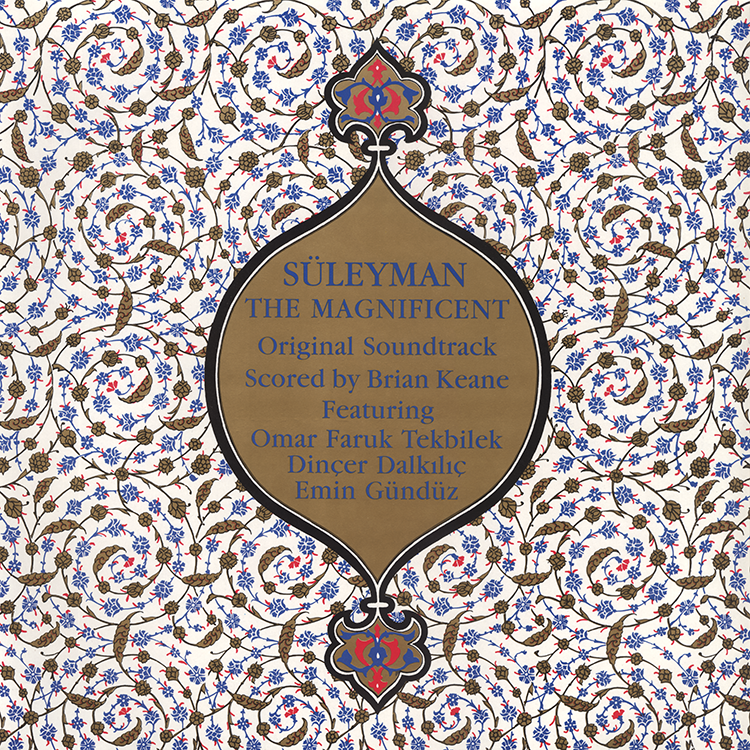 SÜLEYMAN
THE MAGNIFICENT
Original Soundtrack
Scored by Brian Keane
Featuring
Omar Faruk Tekbilek
Dinçer Dalkılıç
Emin Gündüz